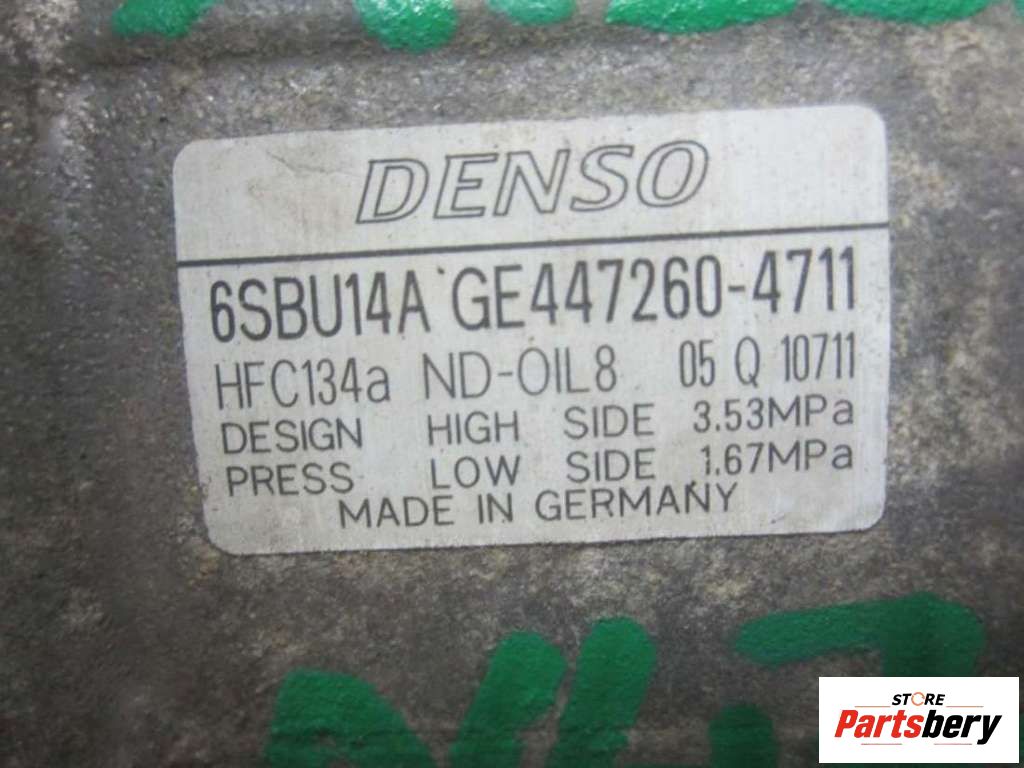 DENSO
6SBU14A GE447260-4711
HFC134a ND-OIL8 05 Q 10711
DESIGN HIGH SIDE 3.53MPa
PRESS LOW SIDE 1.67MPa
MADE IN GERMANY
STORE
Partsbery